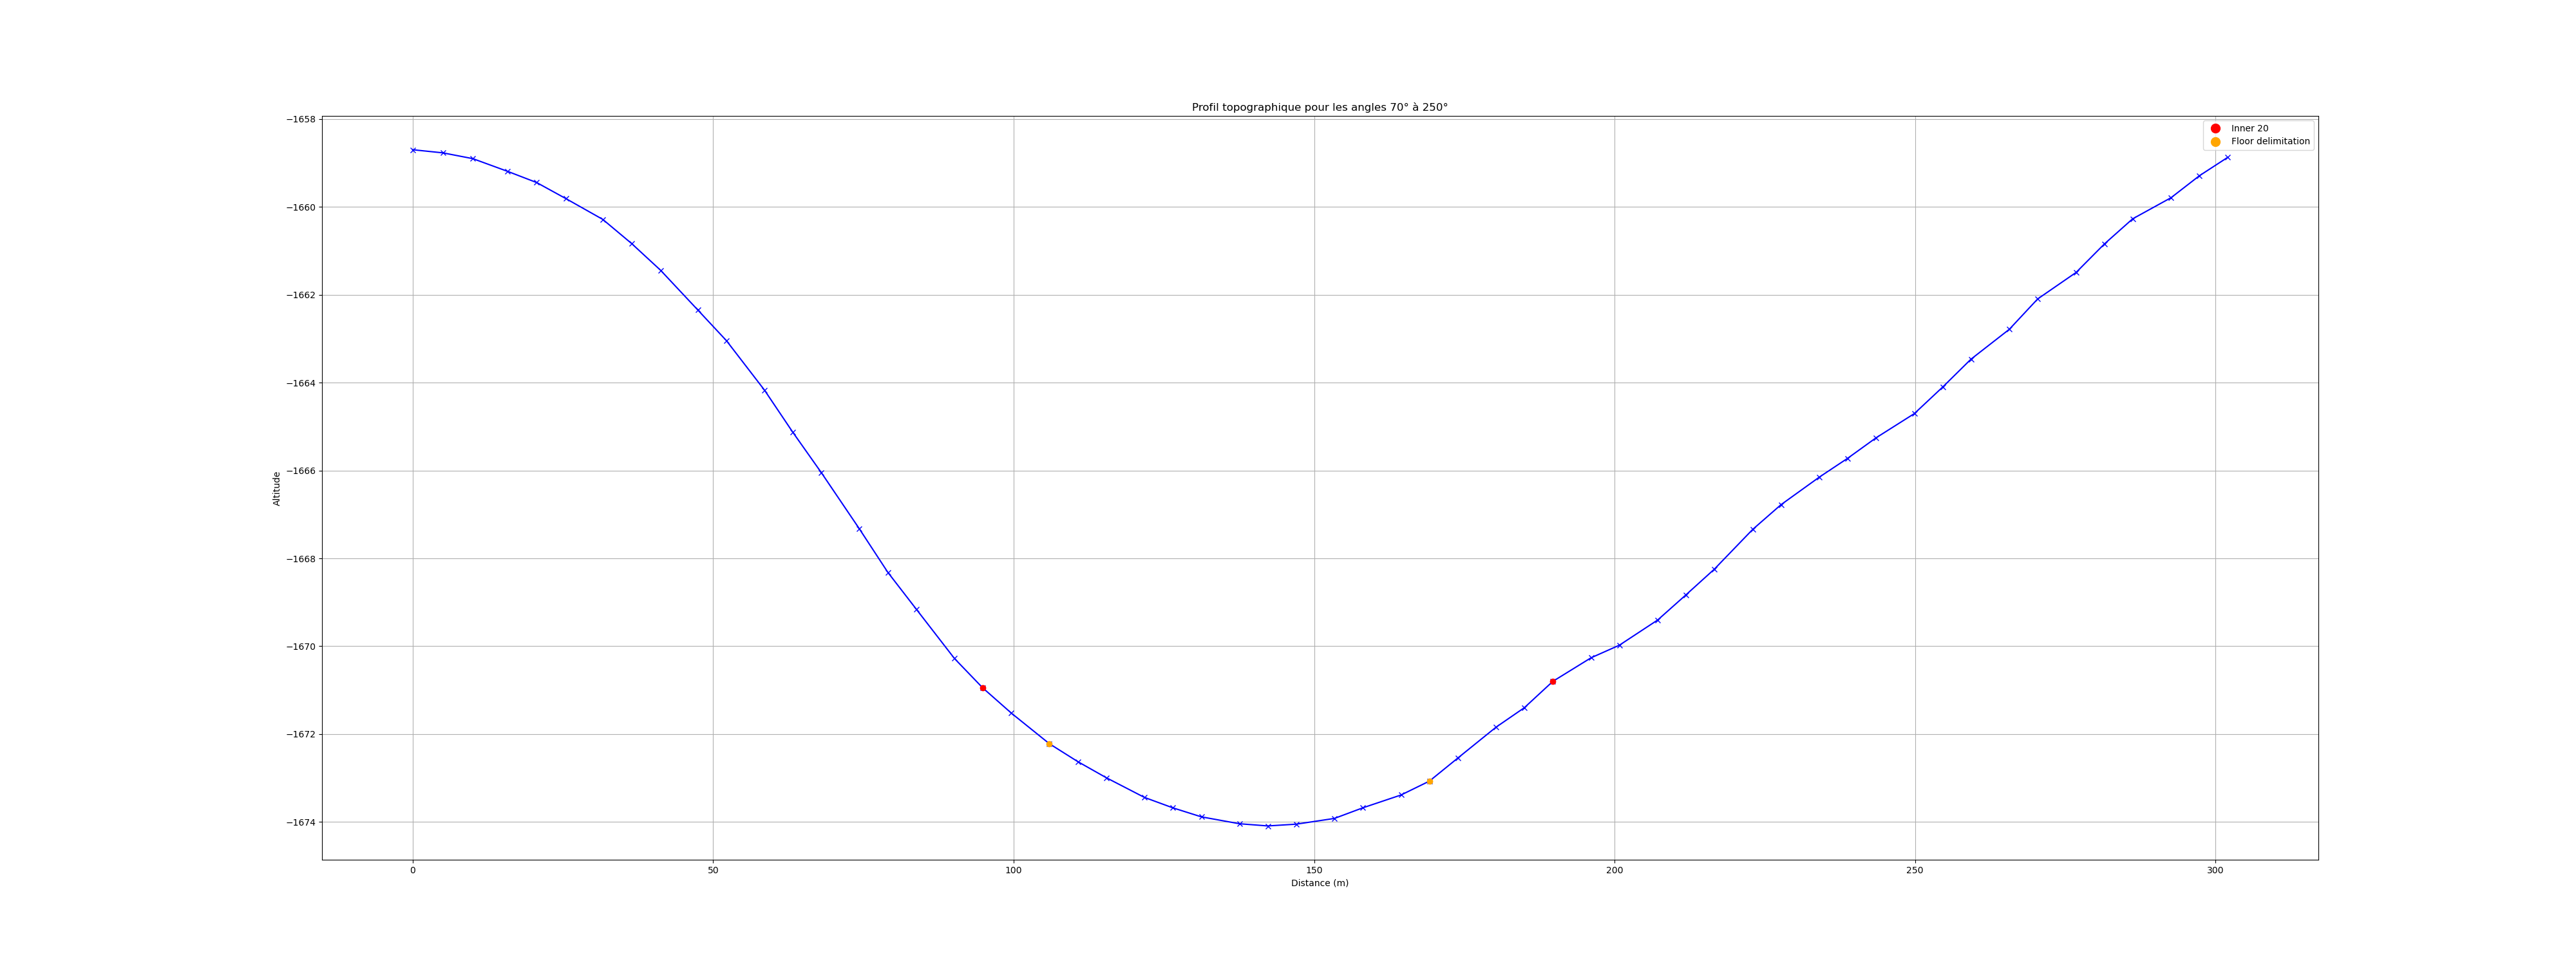 Profil topographique pour les angles 70° à 250°
Inner 20
Floor delimitation
Altitude
−1658
−1660
−1662
−1664
−1666
−1668
−1670
−1672
−1674
0 50 100 150 200 250 300
Distance (m)